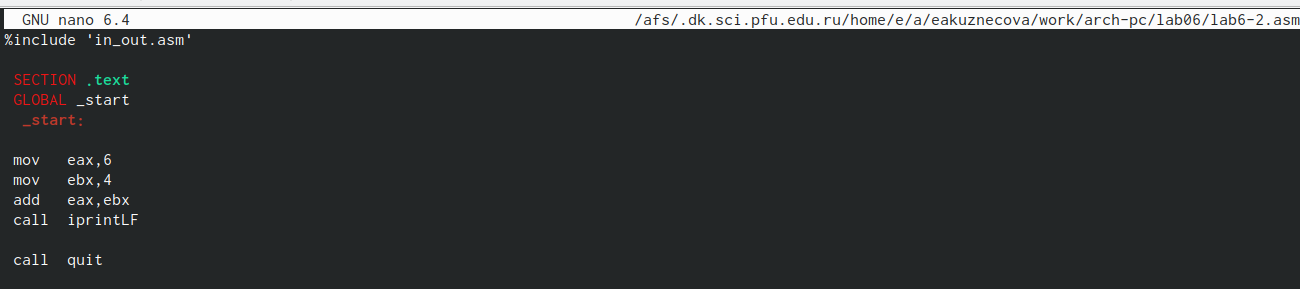 GNU nano 6.4 /afs/.dk.sci.pfu.edu.ru/home/e/a/eakuznecova/work/arch-pc/lab06/lab6-2.asm
%include 'in_out.asm'
SECTION .text
GLOBAL _start
_start:
mov eax,6
mov ebx,4
add eax,ebx
call iprintLF
call quit